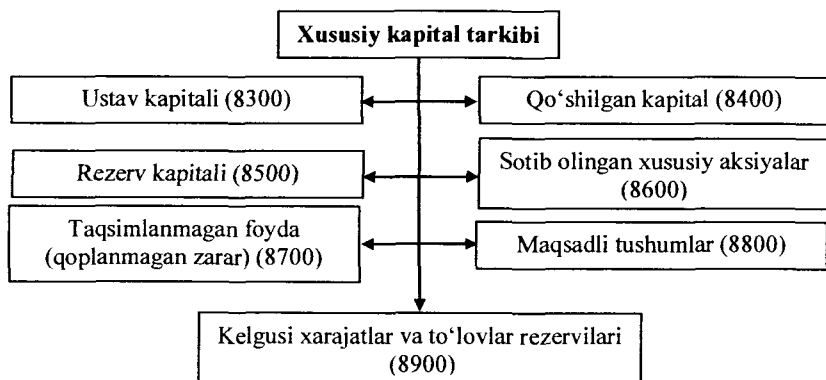 Xususiy kapital tarkibi
Ustav kapitali (8300)
Qo‘shilgan kapital (8400)
Rezerv kapitali (8500)
Sotib olingan xususiy aksiyalar
(8600)
Taqsimlanmagan foyda
(qoplanmagan zarar) (8700)
Maqsadli tushumlar (8800)
Kelgusi xarajatlar va to‘lovlar rezervilari
(8900)